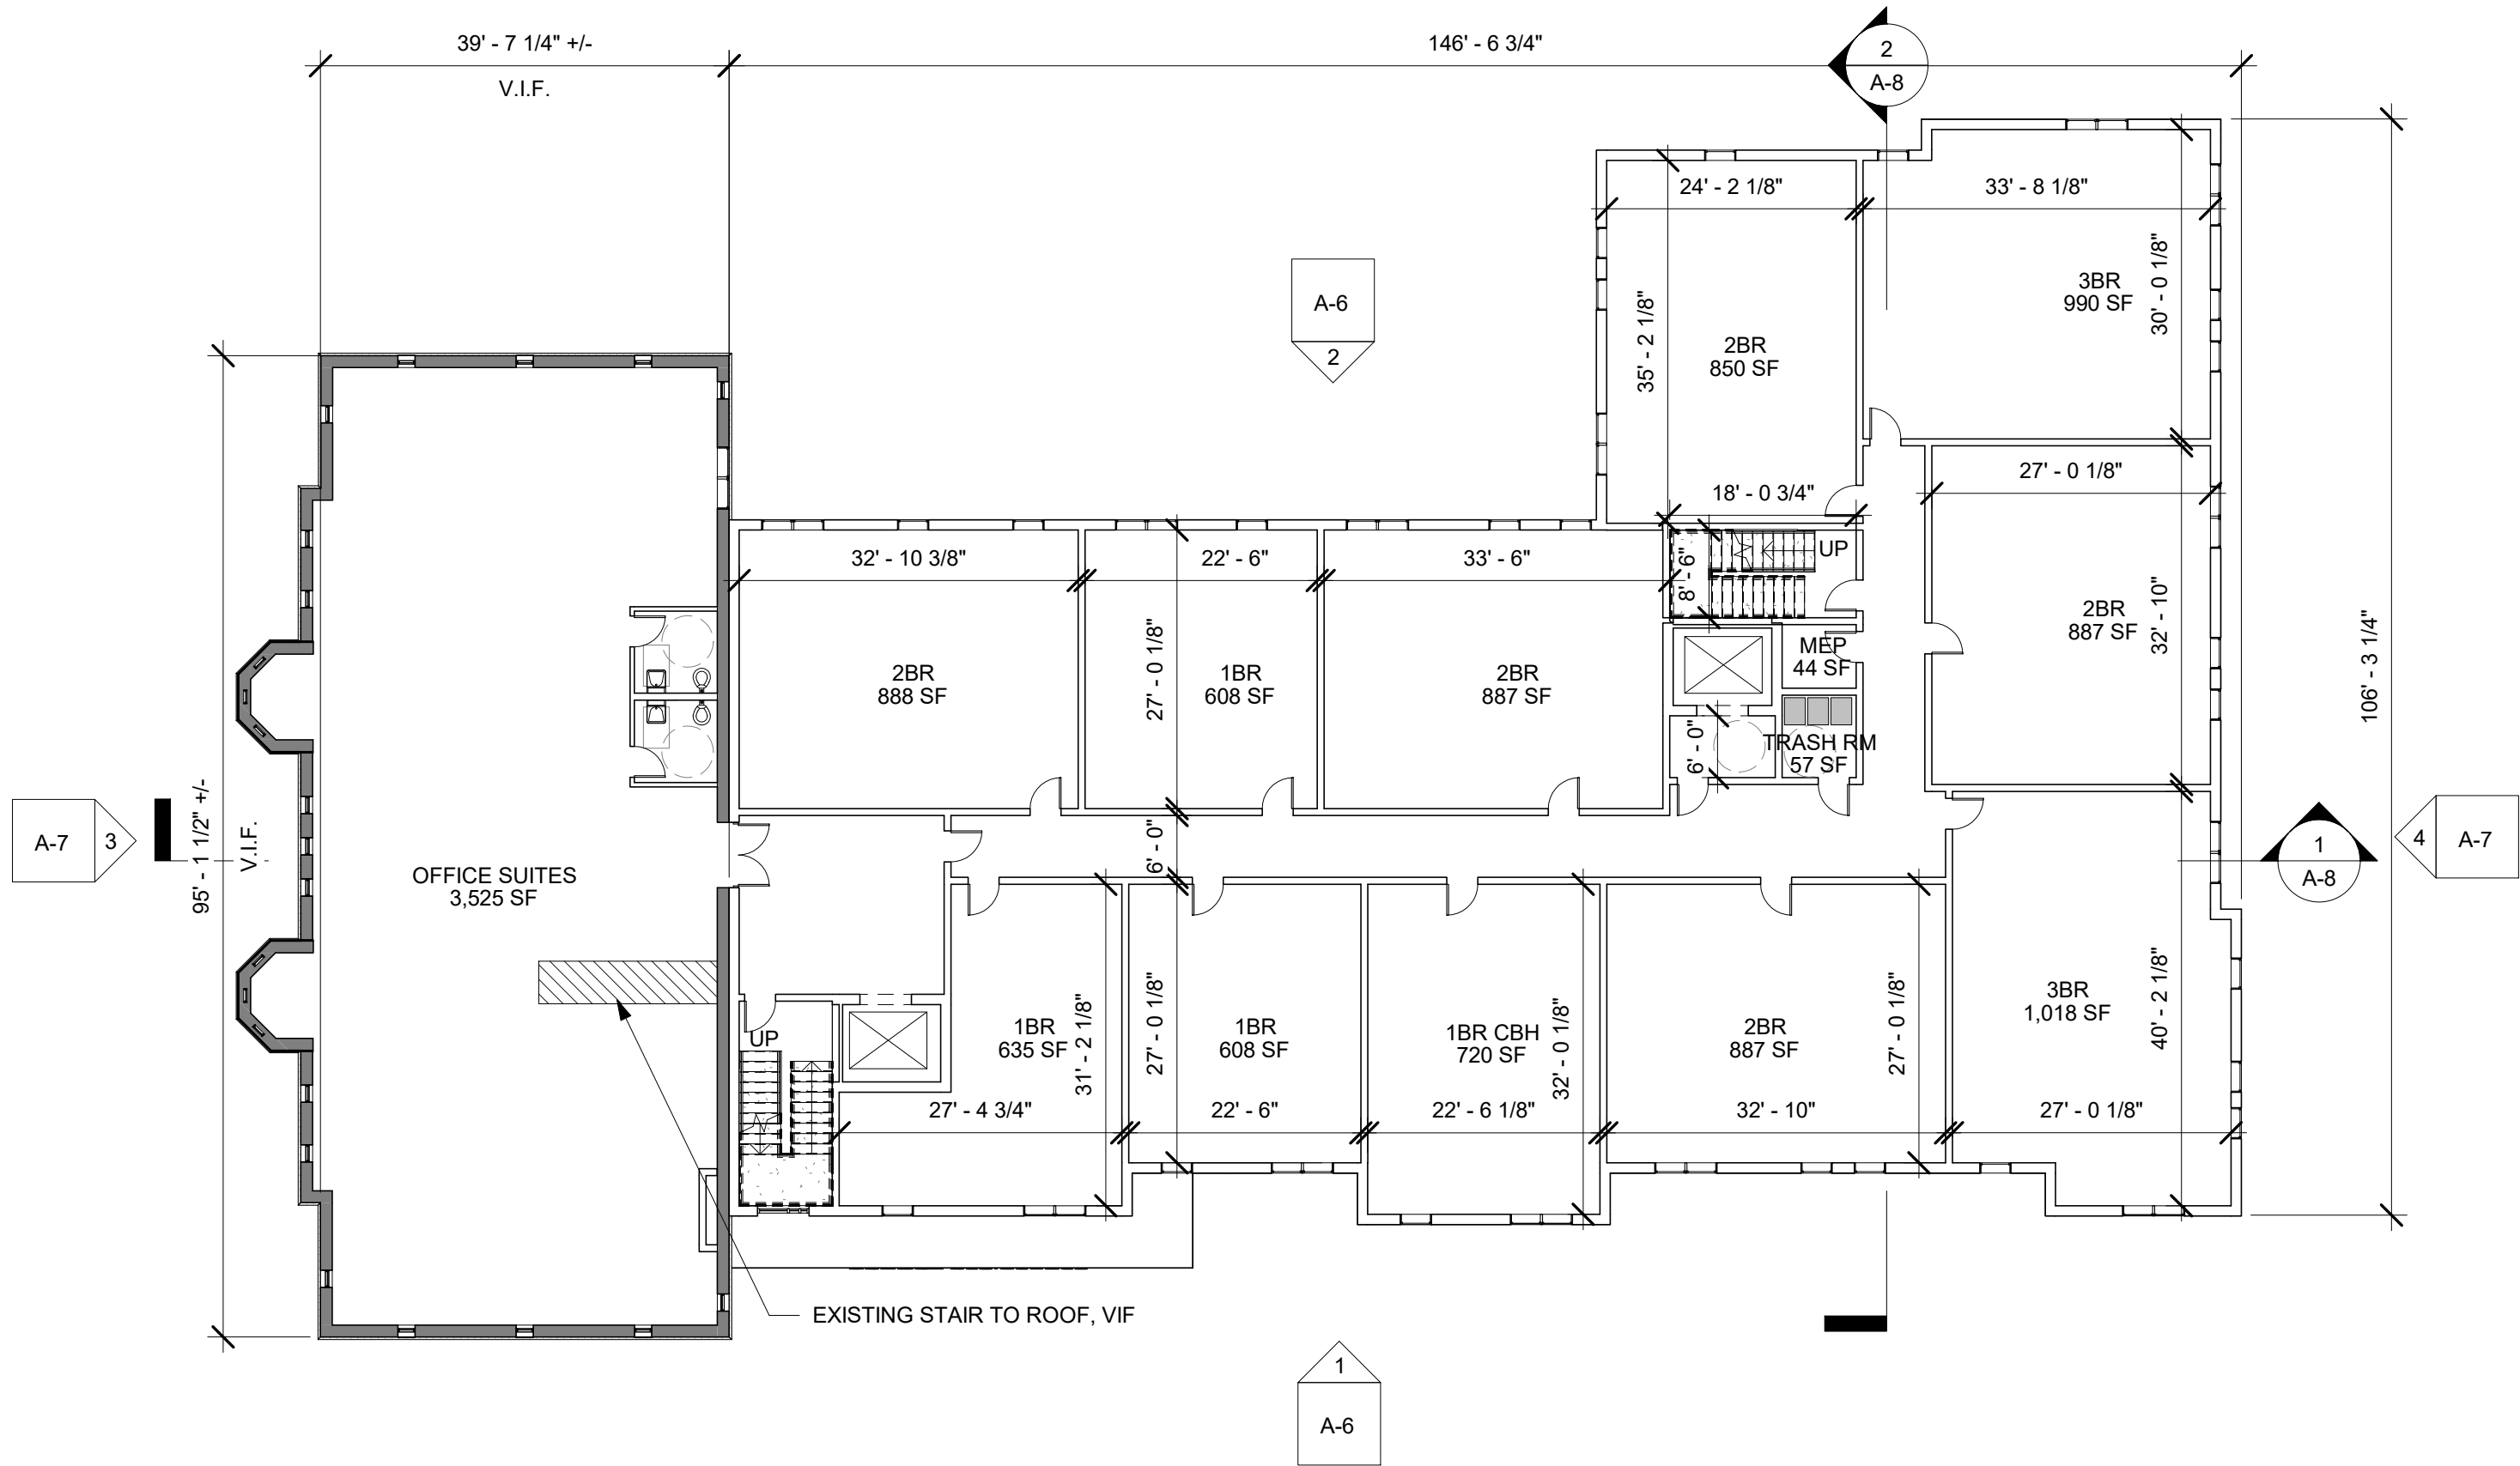 39' - 7 1/4" +/-
V.I.F.
146' - 6 3/4"
2
A-8
24' - 2 1/8"
33' - 8 1/8"
A-6
2
35' - 2 1/8"
2BR
850 SF
3BR
990 SF
30' - 0 1/8"
27' - 0 1/8"
18' - 0 3/4"
32' - 10 3/8"
22' - 6"
33' - 6"
8' - 6"
UP
2BR
887 SF
32' - 10"
106' - 3 1/4"
2BR
888 SF
27' - 0 1/8"
1BR
608 SF
2BR
887 SF
MEP
44 SF
6' - 0"
TRASH RM
57 SF
A-7
3
95' - 1 1/2" +/-
V.I.F.
6' - 0"
1
A-8
4
A-7
OFFICE SUITES
3,525 SF
UP
1BR
635 SF
31' - 2 1/8"
27' - 0 1/8"
1BR
608 SF
1BR CBH
720 SF
32' - 0 1/8"
2BR
887 SF
27' - 0 1/8"
3BR
1,018 SF
40' - 2 1/8"
27' - 4 3/4"
22' - 6"
22' - 6 1/8"
32' - 10"
27' - 0 1/8"
EXISTING STAIR TO ROOF, VIF
1
A-6